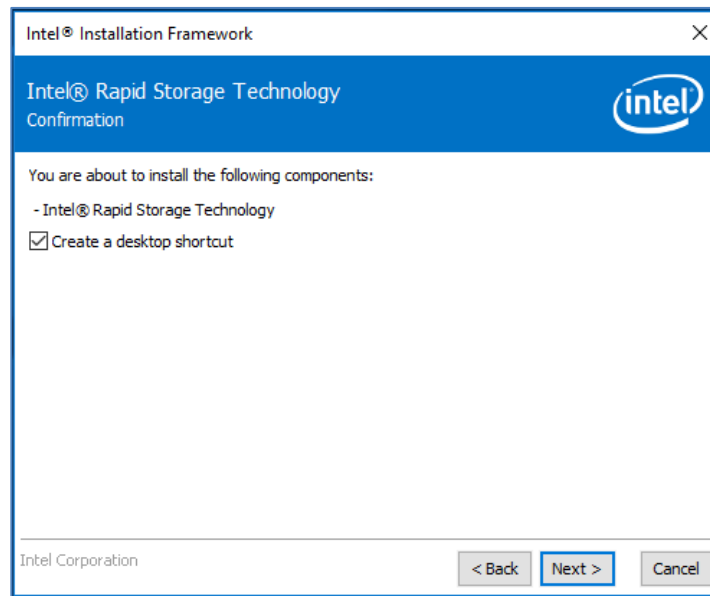 Intel® Installation Framework
Intel® Rapid Storage Technology
Confirmation
intel
You are about to install the following components:
- Intel® Rapid Storage Technology
Create a desktop shortcut
Intel Corporation
< Back
Next >
Cancel